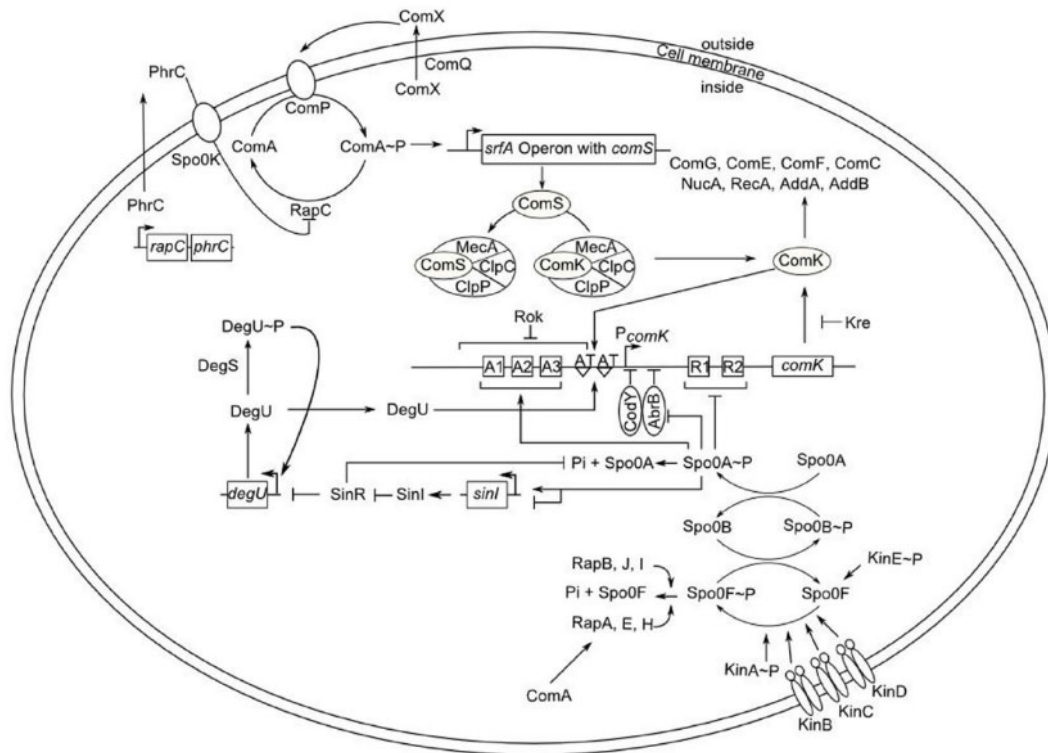 ComX
outside
Cell membrane
inside
PhrC
ComQ
ComX
ComP
Spo0K
ComA
ComA~P
srfA Operon with comS
ComG, ComE, ComF, ComC
NucA, RecA, AddA, AddB
PhrC
RapC
ComS
rapC
phrC
MecA
ComS
ClpC
ClpP
MecA
ComK
ClpC
ClpP
ComK
Rok
PcomK
Kre
DegU~P
DegS
A1
A2
A3
AT
AT
R1
R2
comK
DegU
DegU
CodY
AbrB
Pi + Spo0A
Spo0A~P
Spo0A
degU
SinR
SinI
sinI
Spo0B
Spo0B~P
RapB, J, I
KinE~P
Pi + Spo0F
Spo0F~P
Spo0F
RapA, E, H
KinA~P
ComA
KinD
KinC
KinB